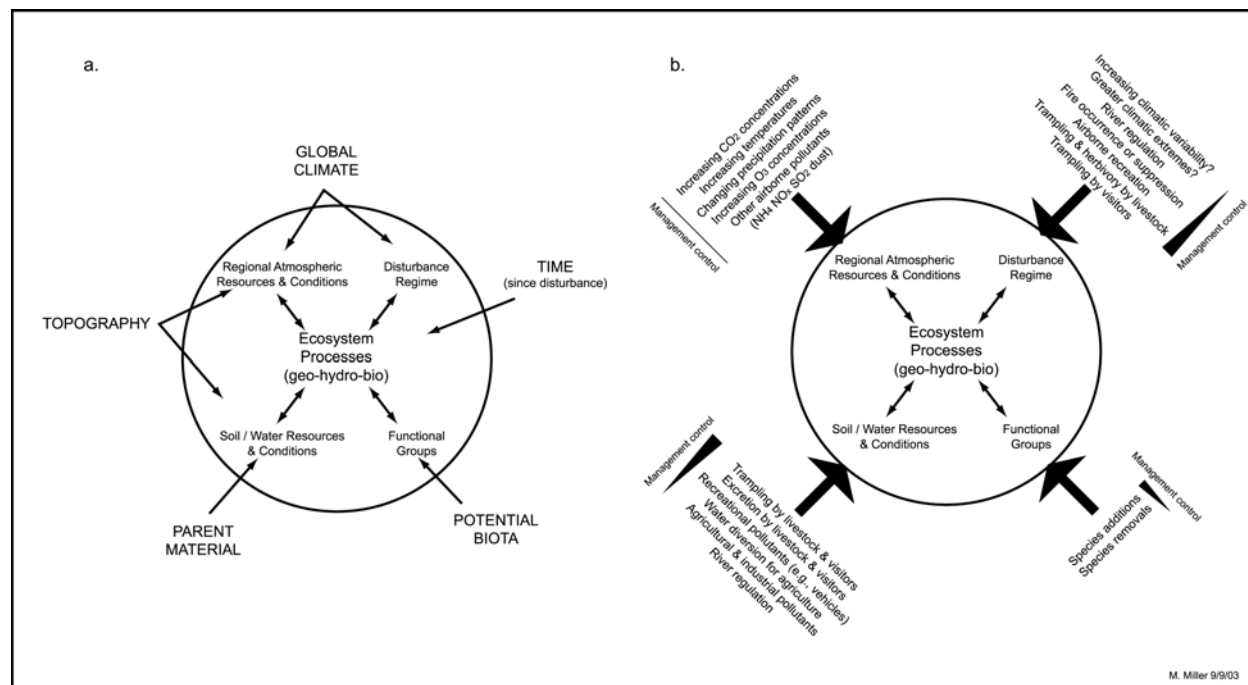 a.
GLOBAL
CLIMATE
TIME
(since disturbance)
TOPOGRAPHY
Regional Atmospheric
Resources & Conditions
Disturbance
Regime
Ecosystem
Processes
(geo-hydro-bio)
Soil / Water Resources
& Conditions
Functional
Groups
PARENT
MATERIAL
POTENTIAL
BIOTA
b.
Increasing CO2 concentrations
Increasing temperatures
Changing precipitation patterns
Increasing O3 concentrations
Other airborne pollutants
(NH4 NOx SO2 dust)
Management control
Increasing climatic variability?
Greater climatic extremes?
River regulation
Fire occurrence or suppression
Airborne recreation
Trampling & herbivory by livestock
Trampling by visitors
Management control
Regional Atmospheric
Resources & Conditions
Disturbance
Regime
Ecosystem
Processes
(geo-hydro-bio)
Soil / Water Resources
& Conditions
Functional
Groups
Management control
Trampling by livestock & visitors
Excretion by livestock & visitors
Recreational pollutants (e.g., vehicles)
Water diversion for agriculture
Agricultural & industrial pollutants
River regulation
Management control
Species additions
Species removals
M. Miller 9/9/03